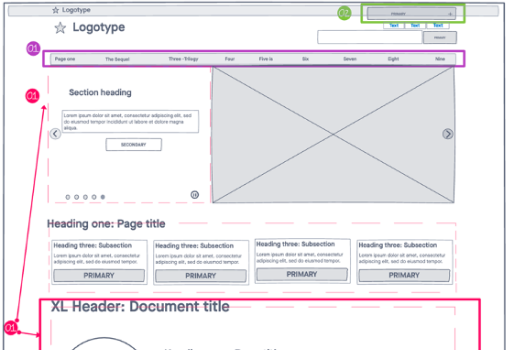 Logotype
02
PRIMARY
Logotype
Text Text Text
01
Page one The Sequel Three -Trilogy Four Five is Six Seven Eight Nine
01
Section heading
Lorem ipsum dolor sit amet, consectetur adipiscing elit, sed
do eiusmod tempor incididunt ut labore et dolore magna
aliqua.
SECONDARY
Heading one: Page title
Heading three: Subsection
Lorem ipsum dolor sit amet, consectetur
adipiscing elit, sed do eiusmod tempor.
PRIMARY
Heading three: Subsection
Lorem ipsum dolor sit amet, consectetur
adipiscing elit, sed do eiusmod tempor.
PRIMARY
Heading three: Subsection
Lorem ipsum dolor sit amet, consectetur
adipiscing elit, sed do eiusmod tempor.
PRIMARY
Heading three: Subsection
Lorem ipsum dolor sit amet, consectetur
adipiscing elit, sed do eiusmod tempor.
PRIMARY
01
XL Header: Document title